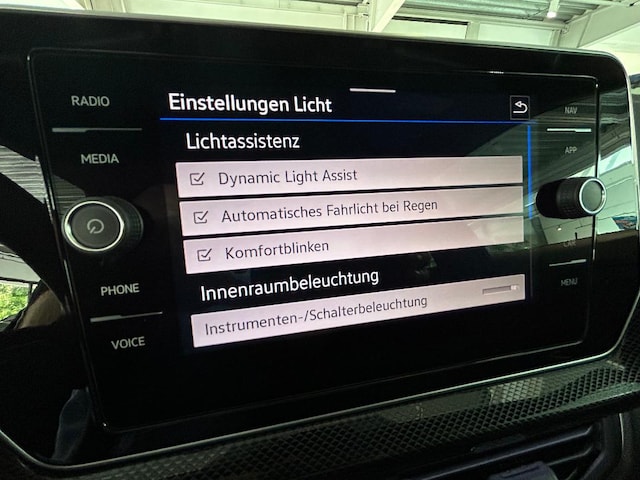 RADIO
MEDIA
PHONE
VOICE
Einstellungen Licht
Lichtassistenz
Dynamic Light Assist
Automatisches Fahrlicht bei Regen
Komfortblinken
Innenraumbeleuchtung
Instrumenten-/Schalterbeleuchtung
NAV
APP
CAR
MENU